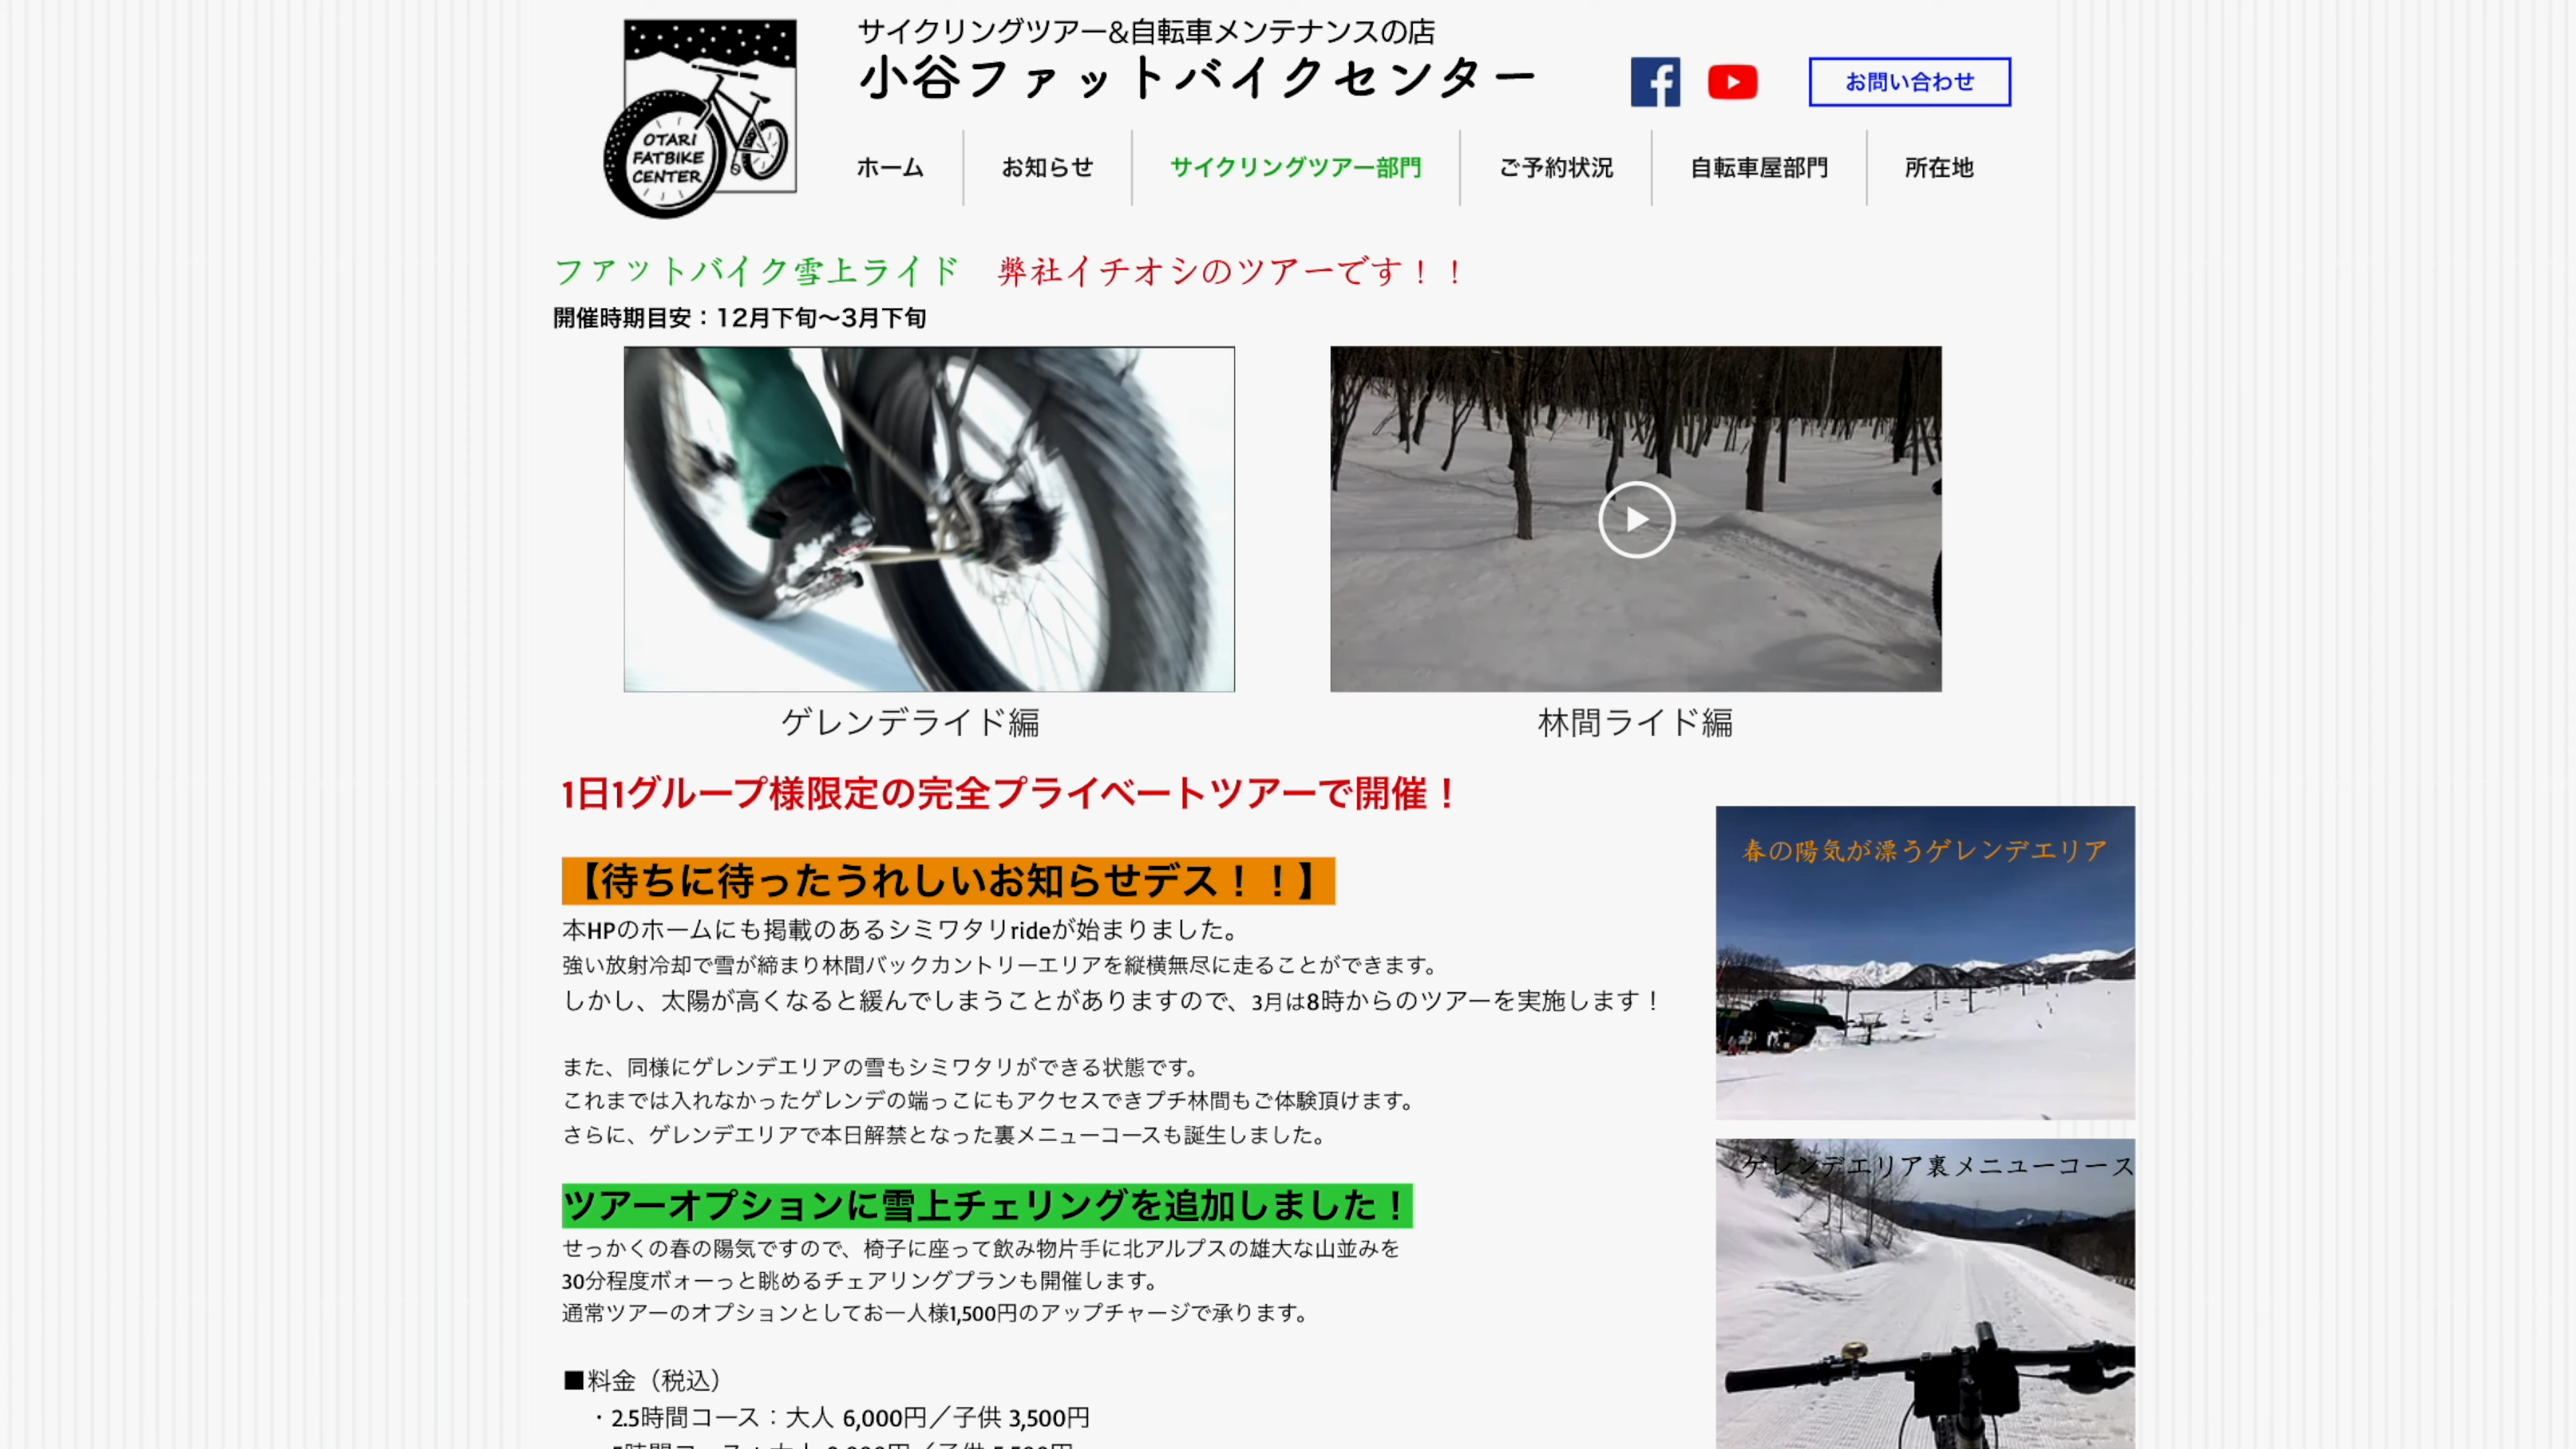 サイクリングツアー&自転車メンテナンスの店
小谷ファットバイクセンター
お問い合わせ
OTARI
FATBIKE
CENTER
ホーム
お知らせ
サイクリングツアー部門
ご予約状況
自転車屋部門
所在地
ファットバイク雪上ライド　弊社イチオシのツアーです！！
開催時期目安：12月下旬〜3月下旬
ゲレンデライド編
林間ライド編
1日1グループ様限定の完全プライベートツアーで開催！
【待ちに待ったうれしいお知らせデス！！】
本HPのホームにも掲載のあるシミワタリrideが始まりました。
強い放射冷却で雪が締まり林間バックカントリーエリアを縦横無尽に走ることができます。
しかし、太陽が高くなると緩んでしまうことがありますので、3月は8時からのツアーを実施します！
また、同様にゲレンデエリアの雪もシミワタリができる状態です。
これまでは入れなかったゲレンデの端っこにもアクセスできプチ林間もご体験頂けます。
さらに、ゲレンデエリアで本日解禁となった裏メニューコースも誕生しました。
春の陽気が漂うゲレンデエリア
ゲレンデエリア裏メニューコース
ツアーオプションに雪上チェリングを追加しました！
せっかくの春の陽気ですので、椅子に座って飲み物片手に北アルプスの雄大な山並みを
30分程度ボォーっと眺めるチェアリングプランも開催します。
通常ツアーのオプションとしてお一人様1,500円のアップチャージで承ります。
■料金（税込）
・2.5時間コース：大人 6,000円／子供 3,500円